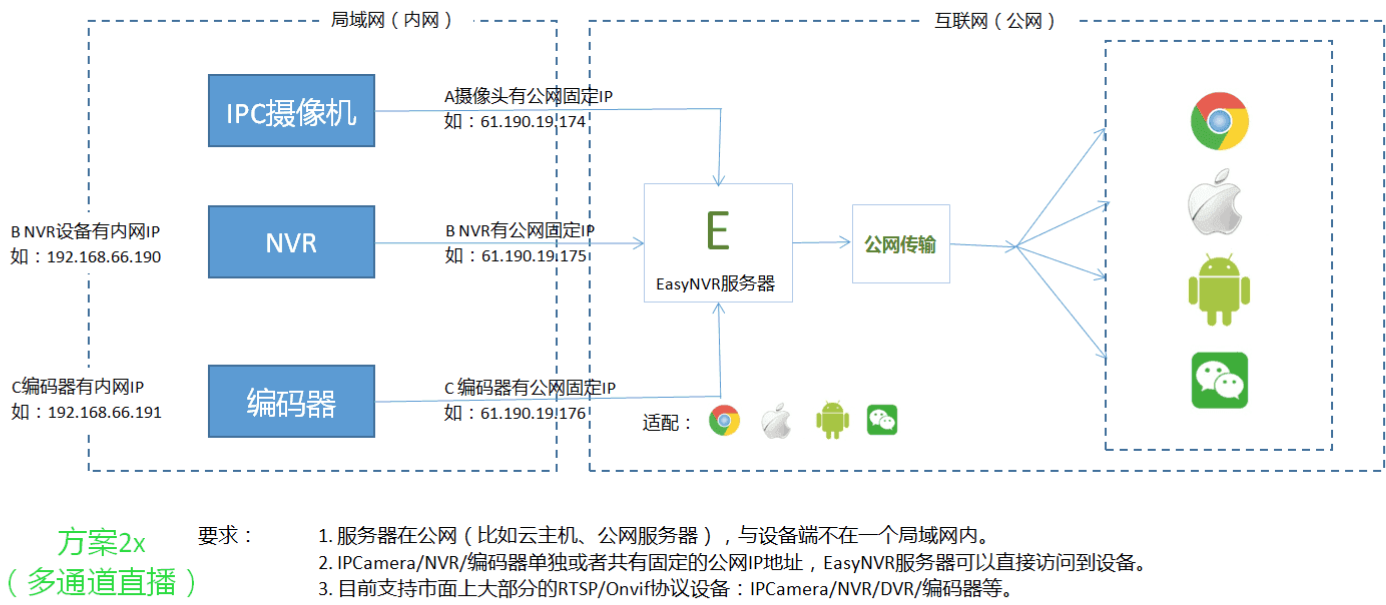 局域网（内网）
互联网（公网）
IPC摄像机
A摄像头有公网固定IP
如：61.190.19.174
B NVR设备有内网IP
如：192.168.66.190
NVR
B NVR有公网固定IP
如：61.190.19.175
E
EasyNVR服务器
公网传输
C编码器有内网IP
如：192.168.66.191
编码器
C 编码器有公网固定IP
如：61.190.19.176
适配：
方案2x
（多通道直播）
要求：
1. 服务器在公网（比如云主机、公网服务器），与设备端不在一个局域网内。
2. IPCamera/NVR/编码器单独或者共有固定的公网IP地址，EasyNVR服务器可以直接访问到设备。
3. 目前支持市面上大部分的RTSP/Onvif协议设备：IPCamera/NVR/DVR/编码器等。